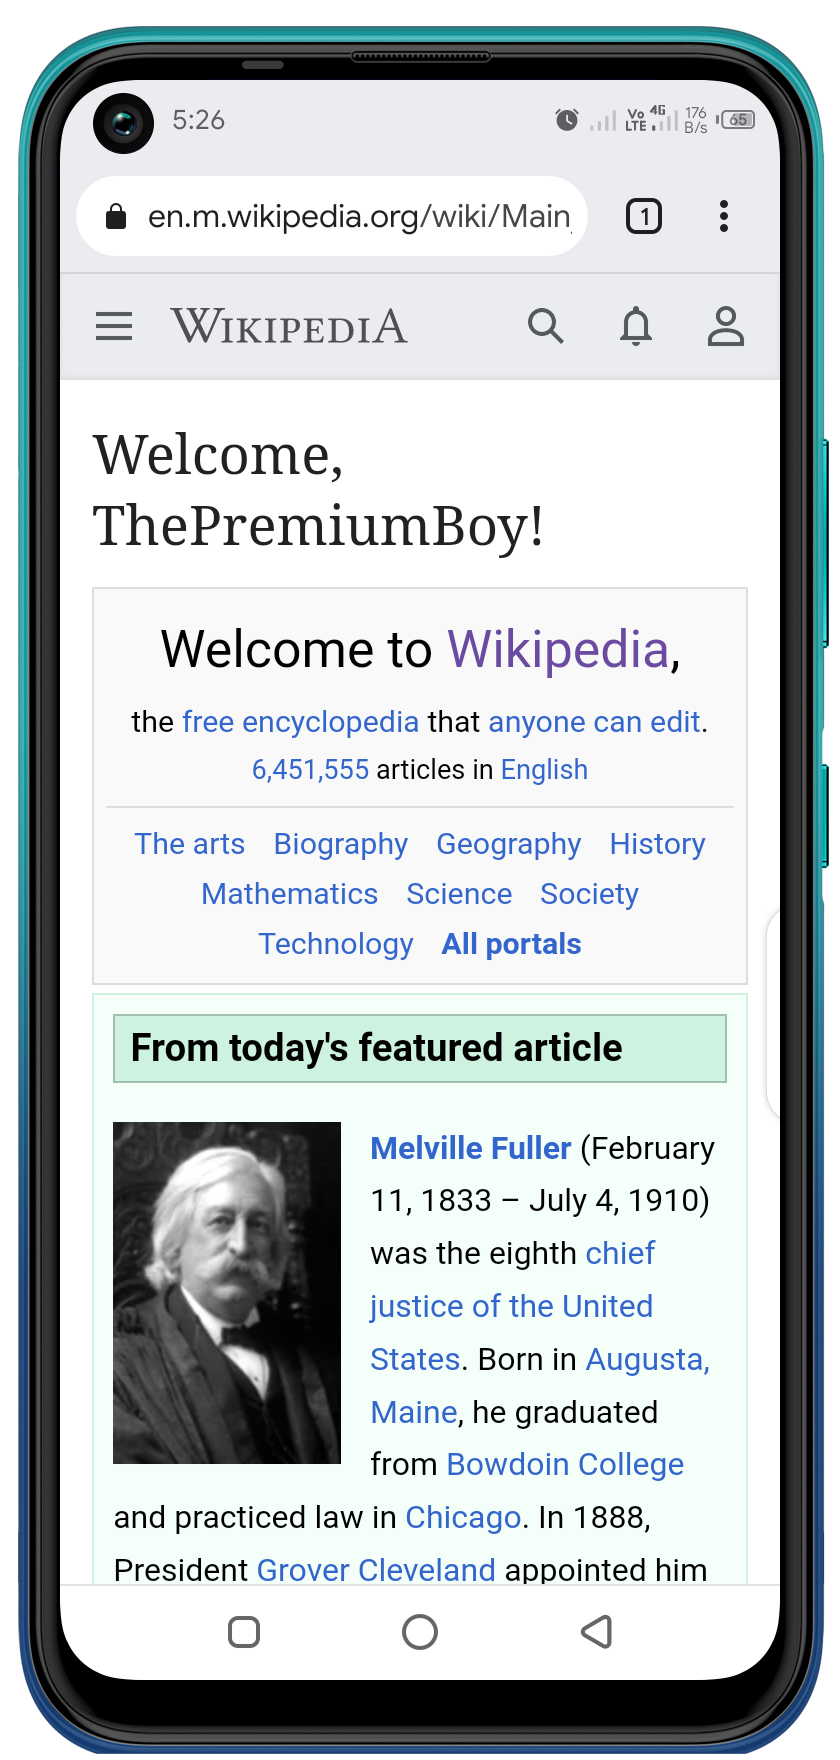 5:26
Vo LTE 4G 176 B/s 65
en.m.wikipedia.org/wiki/Main_
1
WIKIPEDIA
Welcome,
ThePremiumBoy!
Welcome to Wikipedia,
the free encyclopedia that anyone can edit.
6,451,555 articles in English
The arts Biography Geography History
Mathematics Science Society
Technology All portals
From today's featured article
Melville Fuller (February
11, 1833 – July 4, 1910)
was the eighth chief
justice of the United
States. Born in Augusta,
Maine, he graduated
from Bowdoin College
and practiced law in Chicago. In 1888,
President Grover Cleveland appointed him